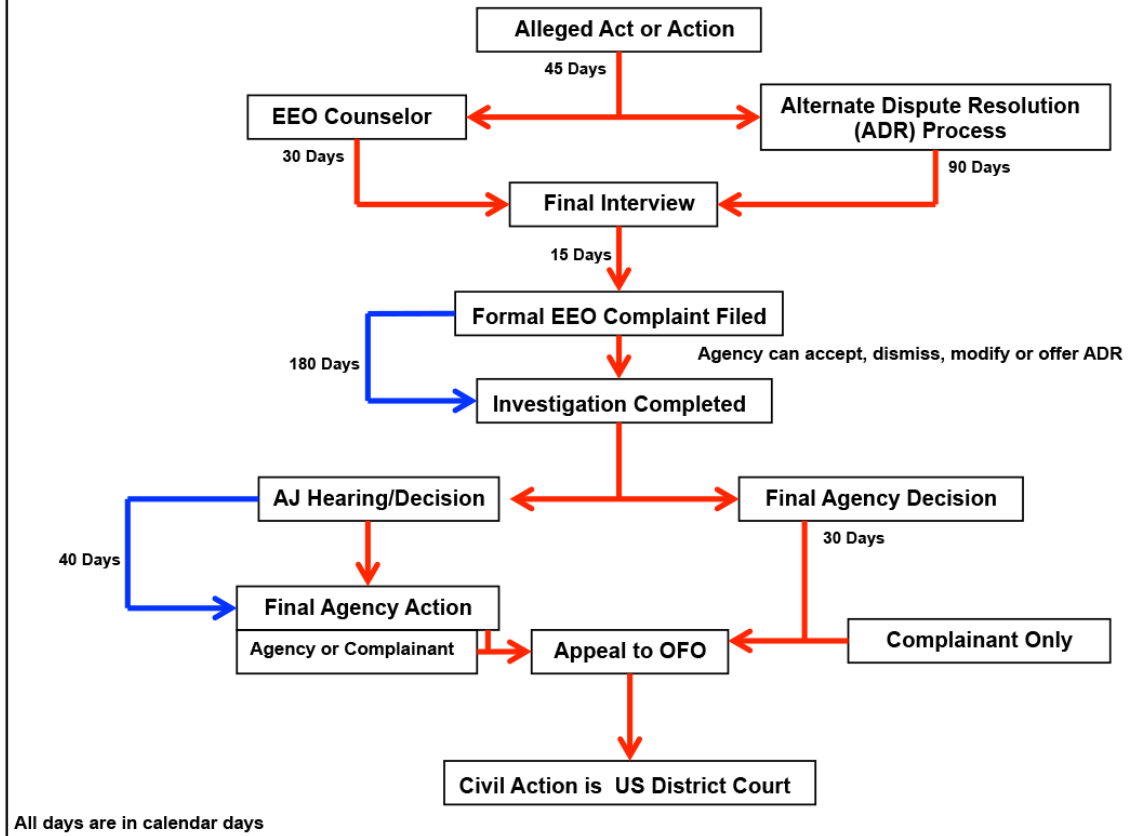 Alleged Act or Action
45 Days
EEO Counselor
Alternate Dispute Resolution
(ADR) Process
30 Days
90 Days
Final Interview
15 Days
Formal EEO Complaint Filed
Agency can accept, dismiss, modify or offer ADR
180 Days
Investigation Completed
AJ Hearing/Decision
Final Agency Decision
30 Days
40 Days
Final Agency Action
Agency or Complainant
Appeal to OFO
Complainant Only
Civil Action is US District Court
All days are in calendar days